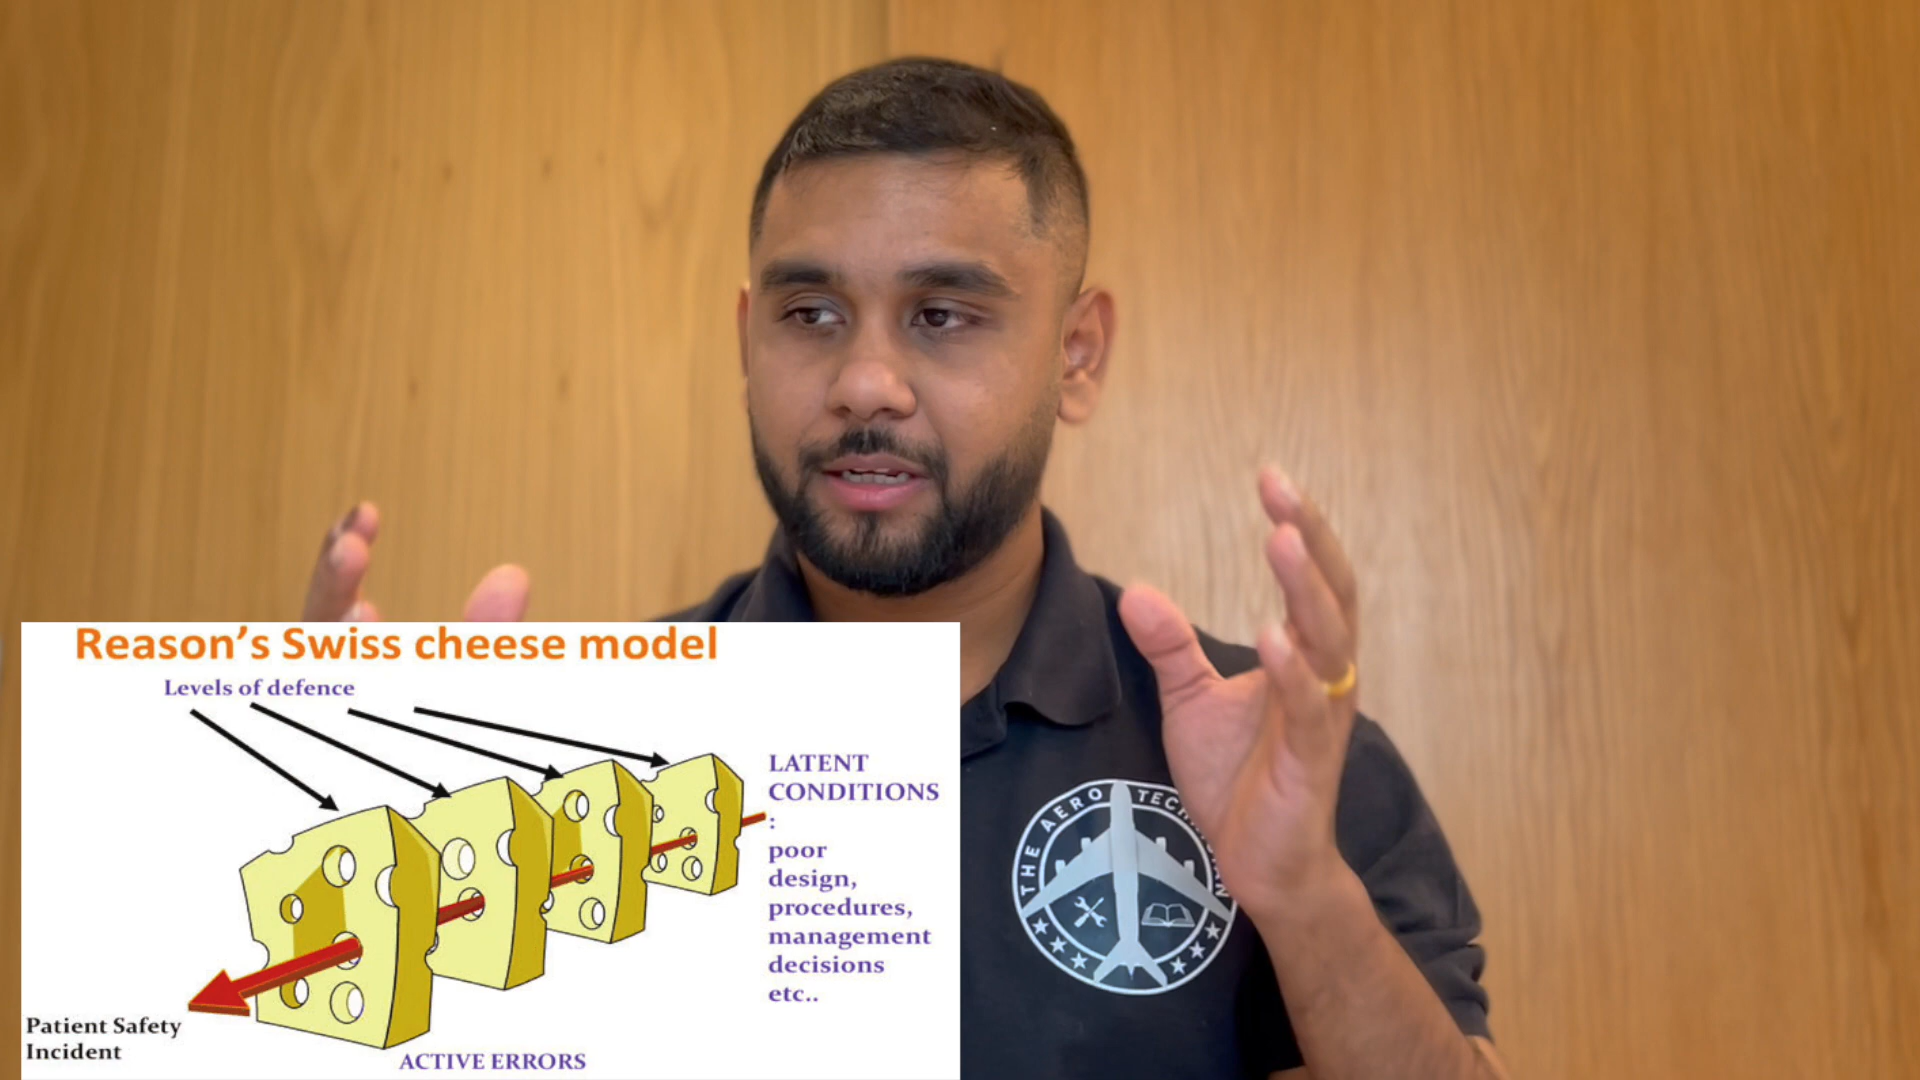 Reason's Swiss cheese model
Levels of defence
LATENT
CONDITIONS
:
poor
design,
procedures,
management
decisions
etc..
Patient Safety
Incident
ACTIVE ERRORS
THE AERO